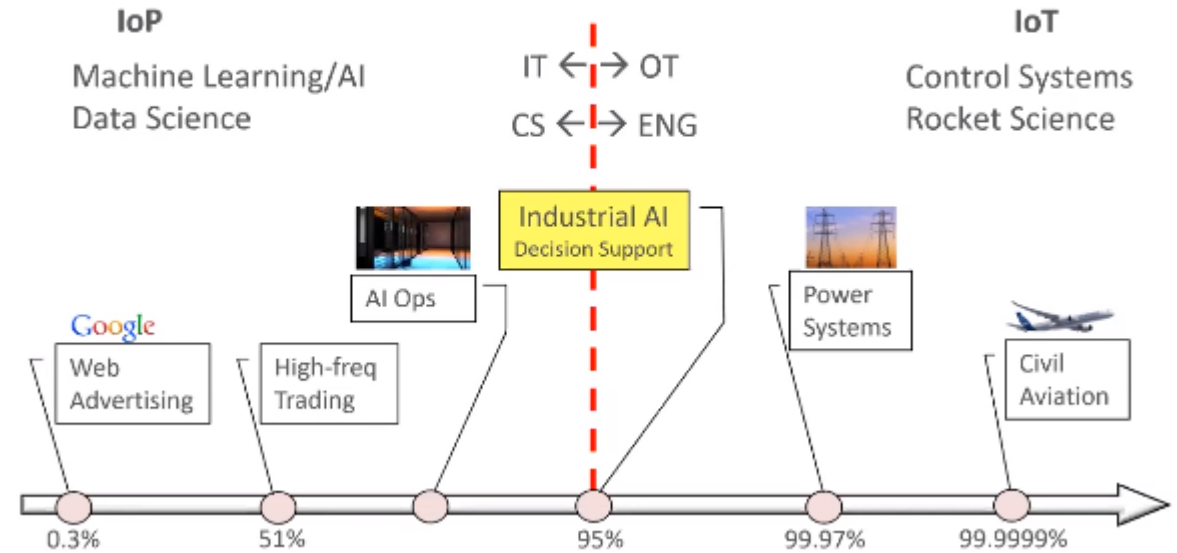 IoP
IoT
Machine Learning/AI
Data Science
IT ← → OT
CS ← → ENG
Control Systems
Rocket Science
Industrial AI
Decision Support
AI Ops
Power
Systems
Google
Web
Advertising
High-freq
Trading
Civil
Aviation
0.3%
51%
95%
99.97%
99.9999%